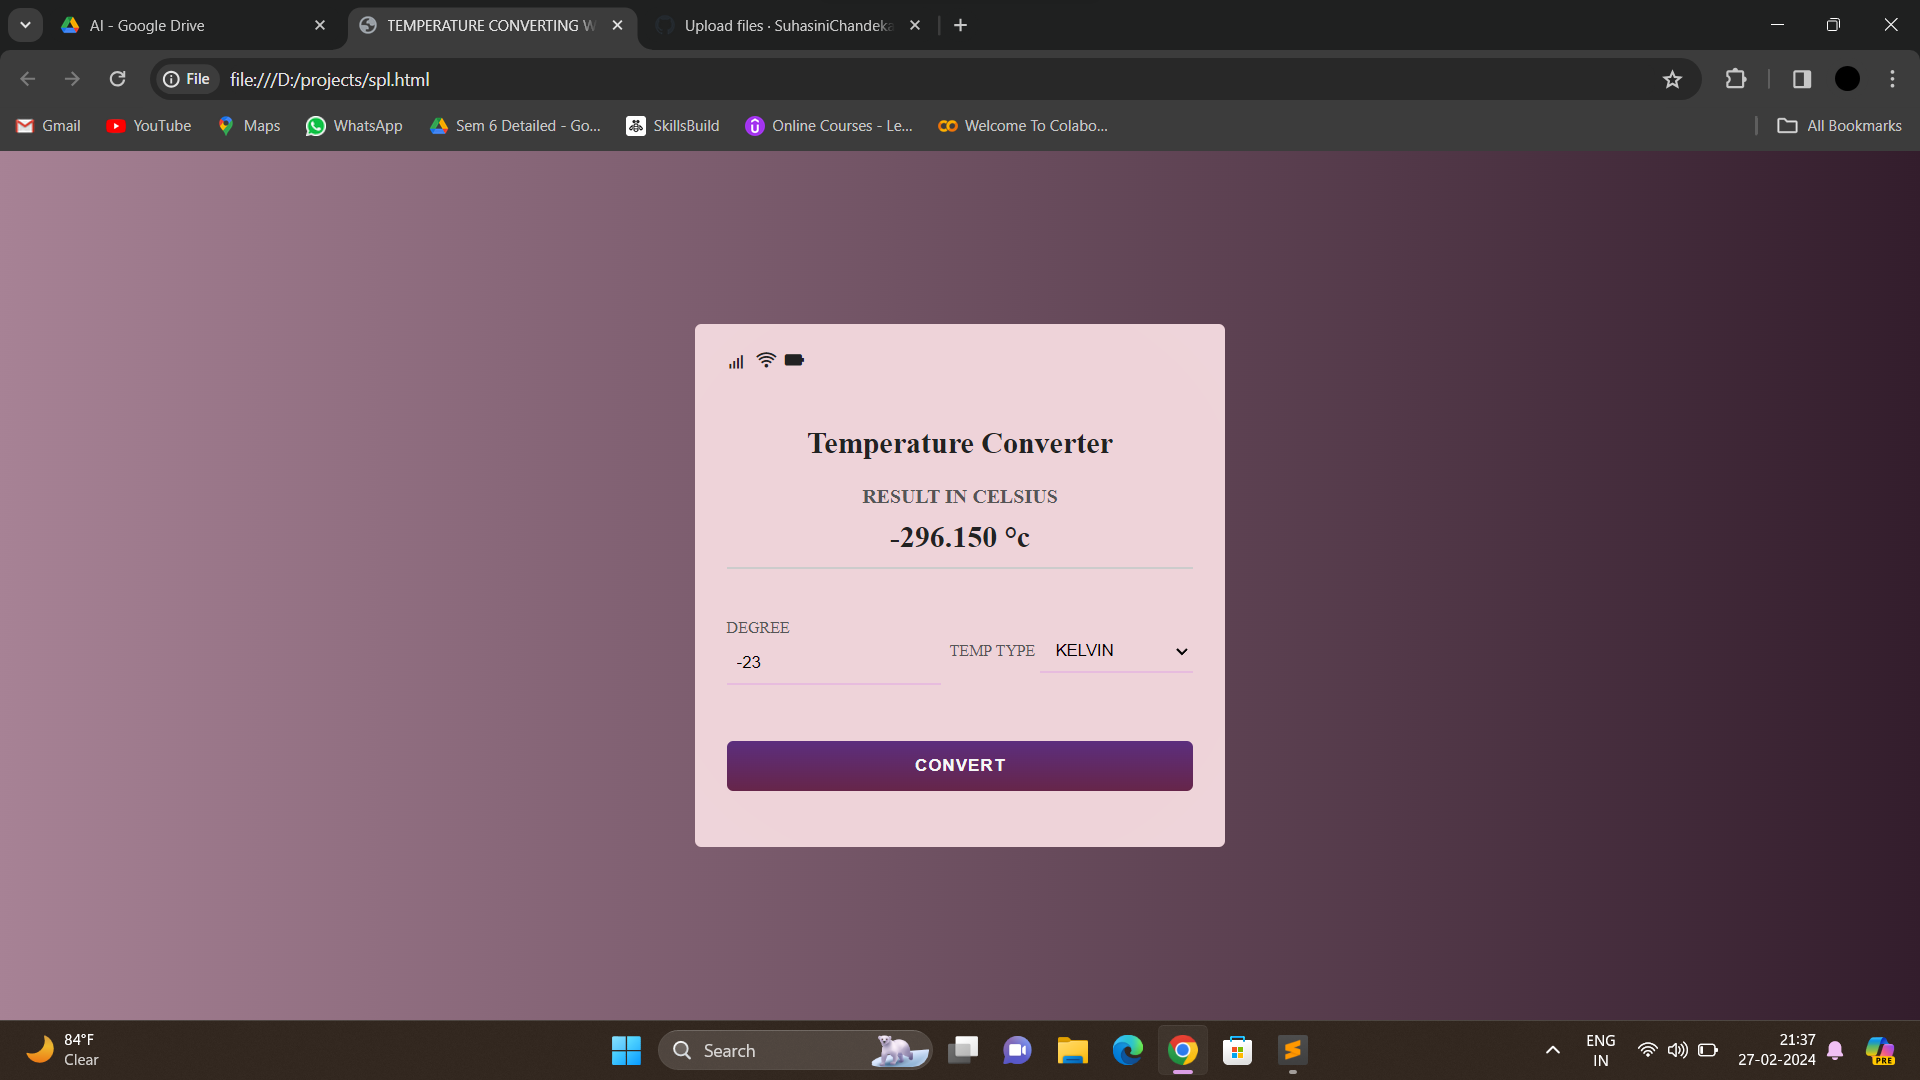 AI - Google Drive
TEMPERATURE CONVERTING W
Upload files · SuhasiniChandeka
File
file:///D:/projects/spl.html
Gmail
YouTube
Maps
WhatsApp
Sem 6 Detailed - Go...
SkillsBuild
Online Courses - Le...
Welcome To Colabo...
All Bookmarks
Temperature Converter
RESULT IN CELSIUS
-296.150 °c
DEGREE
-23
TEMP TYPE
KELVIN
CONVERT
84°F
Clear
Search
ENG
IN
21:37
27-02-2024
PRE